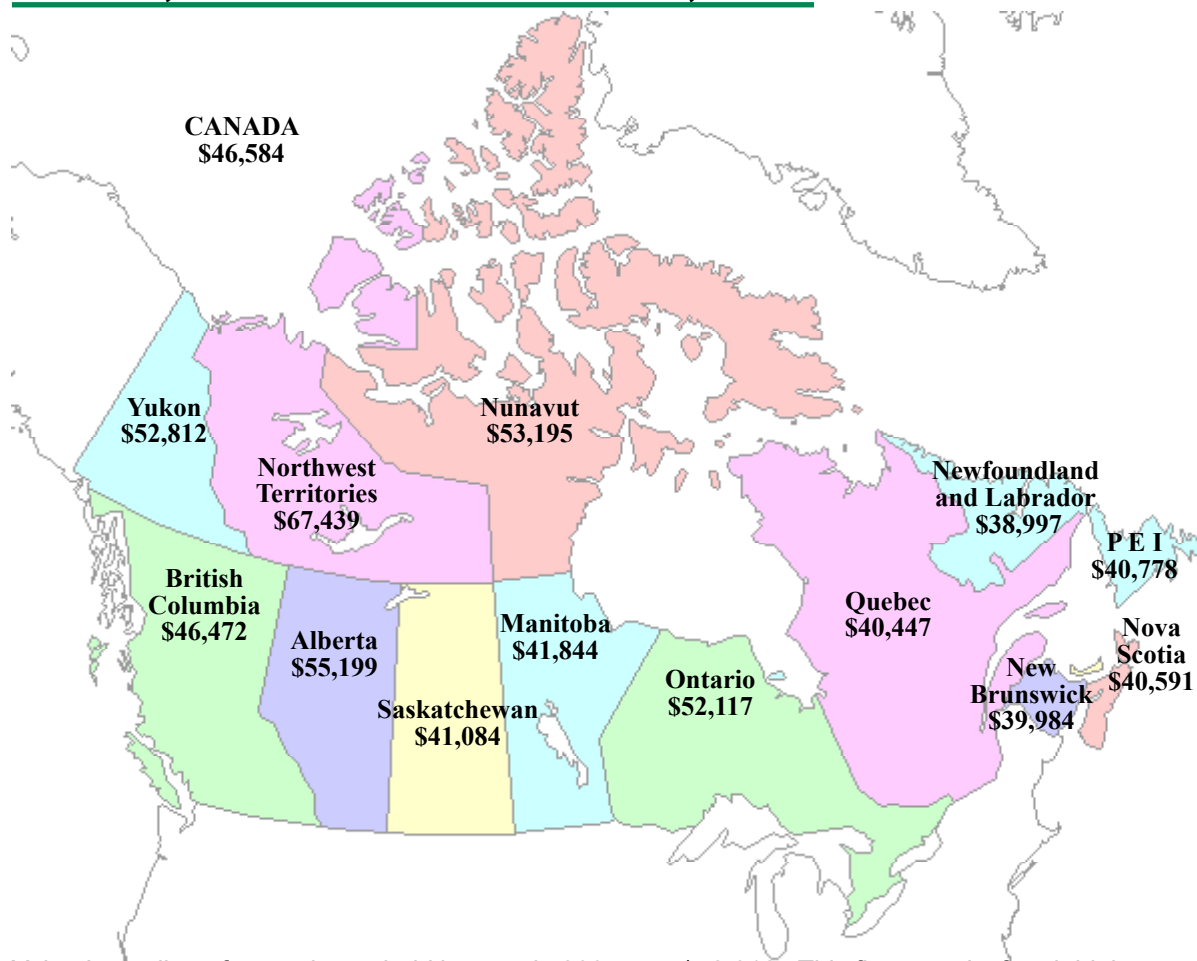 CANADA
$46,584
Yukon
$52,812
Northwest
Territories
$67,439
Nunavut
$53,195
Newfoundland
and Labrador
$38,997
P E I
$40,778
British
Columbia
$46,472
Alberta
$55,199
Saskatchewan
$41,084
Manitoba
$41,844
Ontario
$52,117
Quebec
$40,447
New
Brunswick
$39,984
Nova
Scotia
$40,591